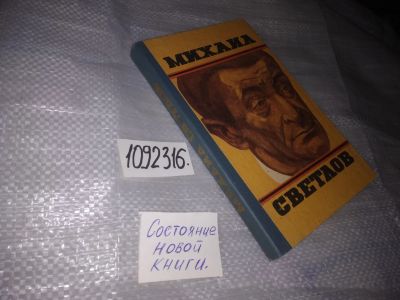 МИХАИЛ
СВЕТЛОВ
1092316.
Состояние
новой
книги.